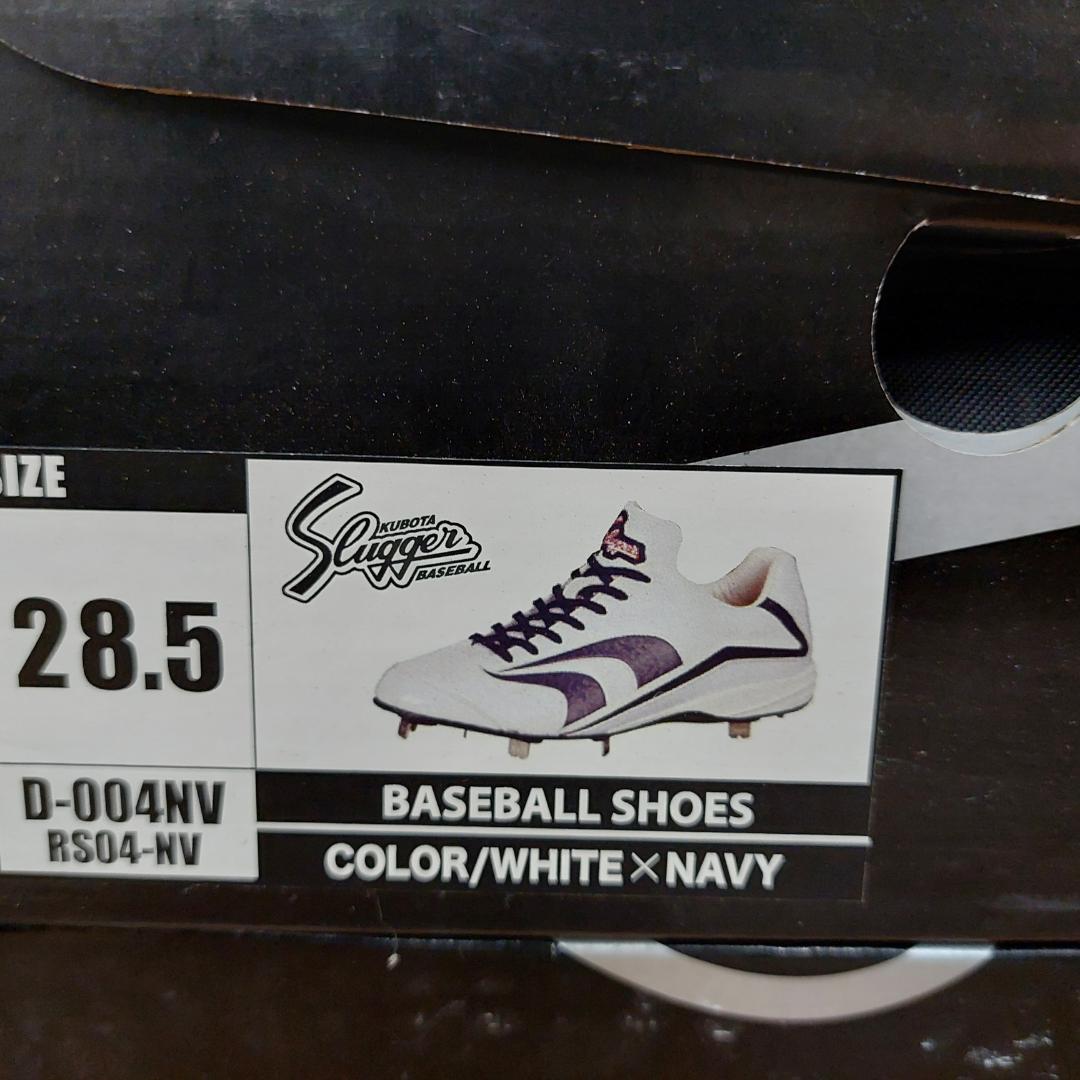 SIZE
28.5
D-004NV
RS04-NV
KUBOTA
Slugger
BASEBALL
BASEBALL SHOES
COLOR/WHITE×NAVY